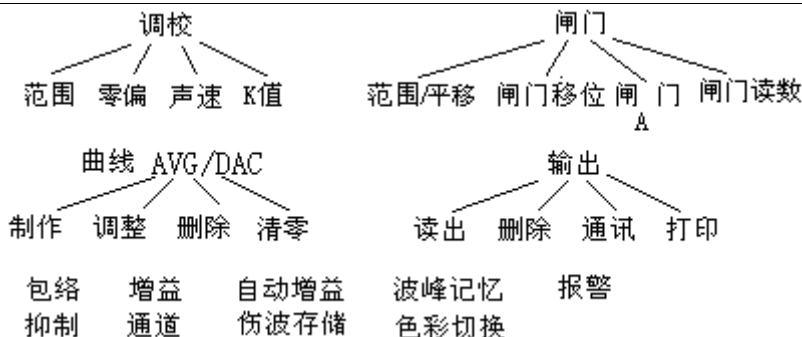 调校 闸门
范围 零偏 声速 K值 范围/平移 闸门移位 闸 门 闸门读数
A
曲线 AVG/DAC 输出
制作 调整 删除 清零 读出 删除 通讯 打印
包络 增益 自动增益 波峰记忆 报警
抑制 通道 伤波存储 色彩切换